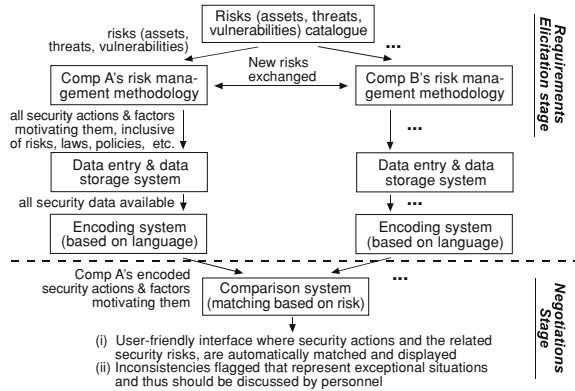 Risks (assets, threats,
vulnerabilities) catalogue
risks (assets,
threats, vulnerabilities)
...
Comp A's risk mana-
gement methodology
New risks
exchanged
Comp B's risk mana-
gement methodology
all security actions & factors
motivating them, inclusive
of risks, laws, policies, etc.
...
Data entry & data
storage system
Data entry & data
storage system
all security data available
...
Encoding system
(based on language)
Encoding system
(based on language)
Requirements
Elicitation stage
Comp A's encoded
security actions & factors
motivating them
Comparison system
(matching based on risk)
...
(i) User-friendly interface where security actions and the related
security risks, are automatically matched and displayed
(ii) Inconsistencies flagged that represent exceptional situations
and thus should be discussed by personnel
Negotiations
Stage